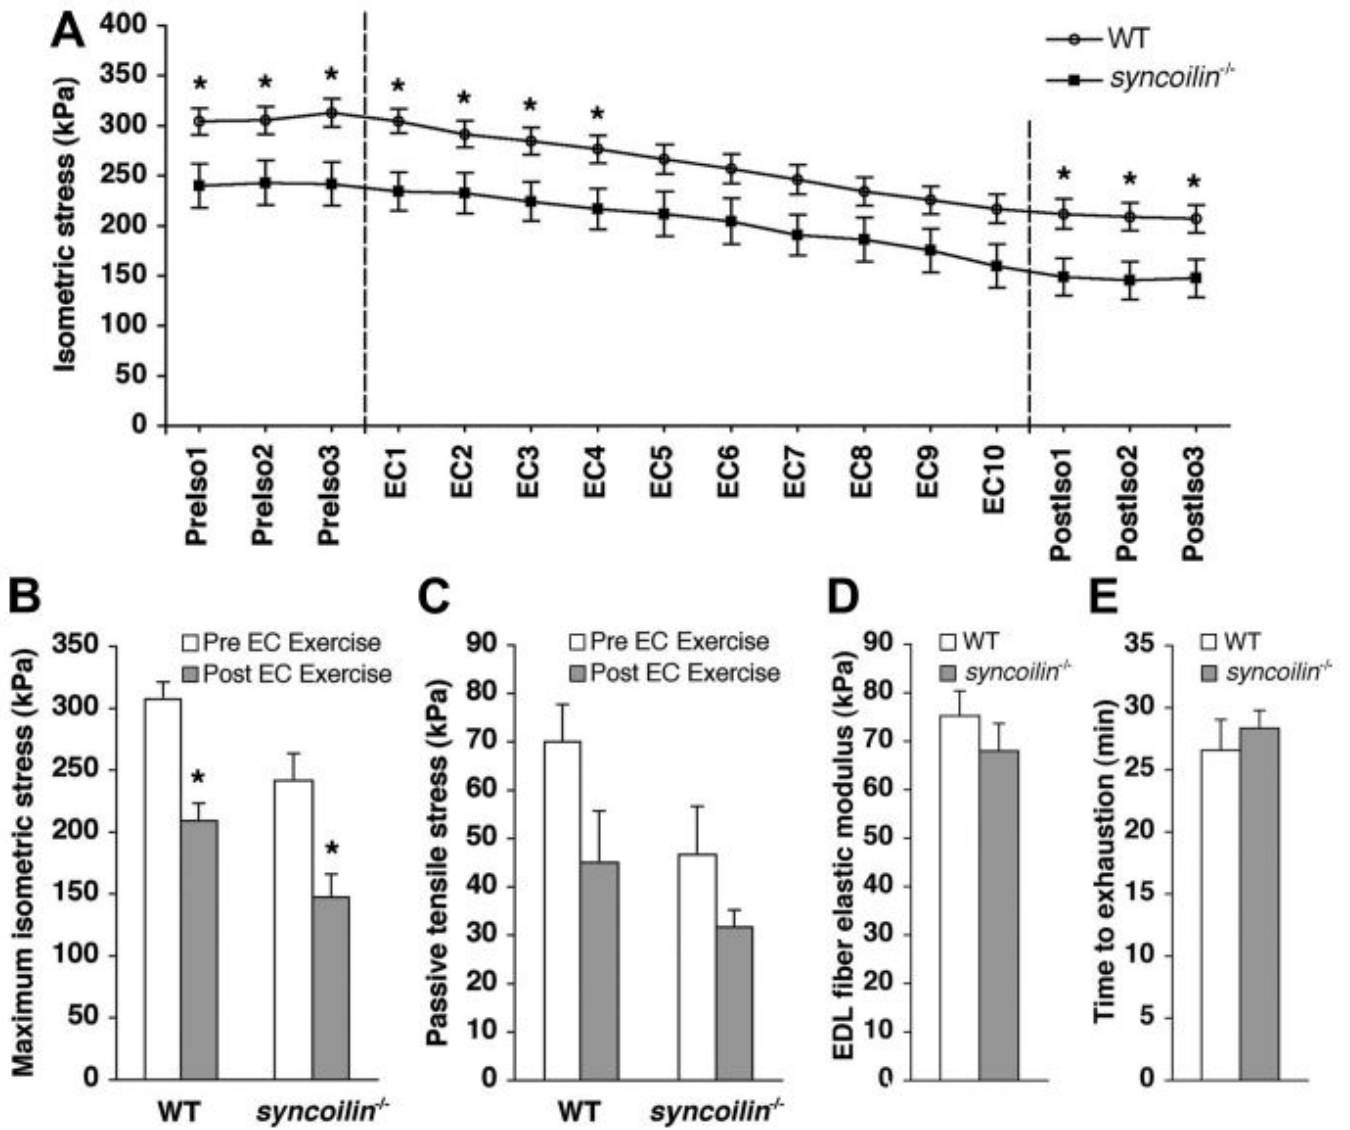 A
Isometric stress (kPa)
400
350
300
250
200
150
100
50
0
WT
syncoilin-/-
* * * * * * * * * *
PreIso1
PreIso2
PreIso3
EC1
EC2
EC3
EC4
EC5
EC6
EC7
EC8
EC9
EC10
PostIso1
PostIso2
PostIso3
B
Maximum isometric stress (kPa)
350
300
250
200
150
100
50
0
Pre EC Exercise
Post EC Exercise
*
*
WT
syncoilin-/-
C
Passive tensile stress (kPa)
90
80
70
60
50
40
30
20
10
0
Pre EC Exercise
Post EC Exercise
WT
syncoilin-/-
D
EDL fiber elastic modulus (kPa)
90
80
70
60
50
40
30
20
10
0
WT
syncoilin-/-
E
Time to exhaustion (min)
35
30
25
20
15
10
5
0
WT
syncoilin-/-